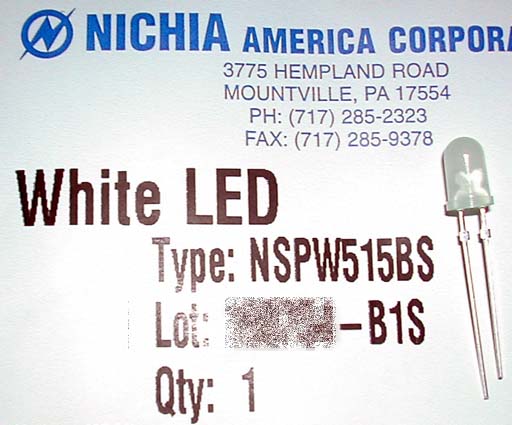 NICHIA AMERICA CORPORA
3775 HEMPLAND ROAD
MOUNTVILLE, PA 17554
PH: (717) 285-2323
FAX: (717) 285-9378
White LED
Type: NSPW515BS
Lot: -B1S
Qty: 1